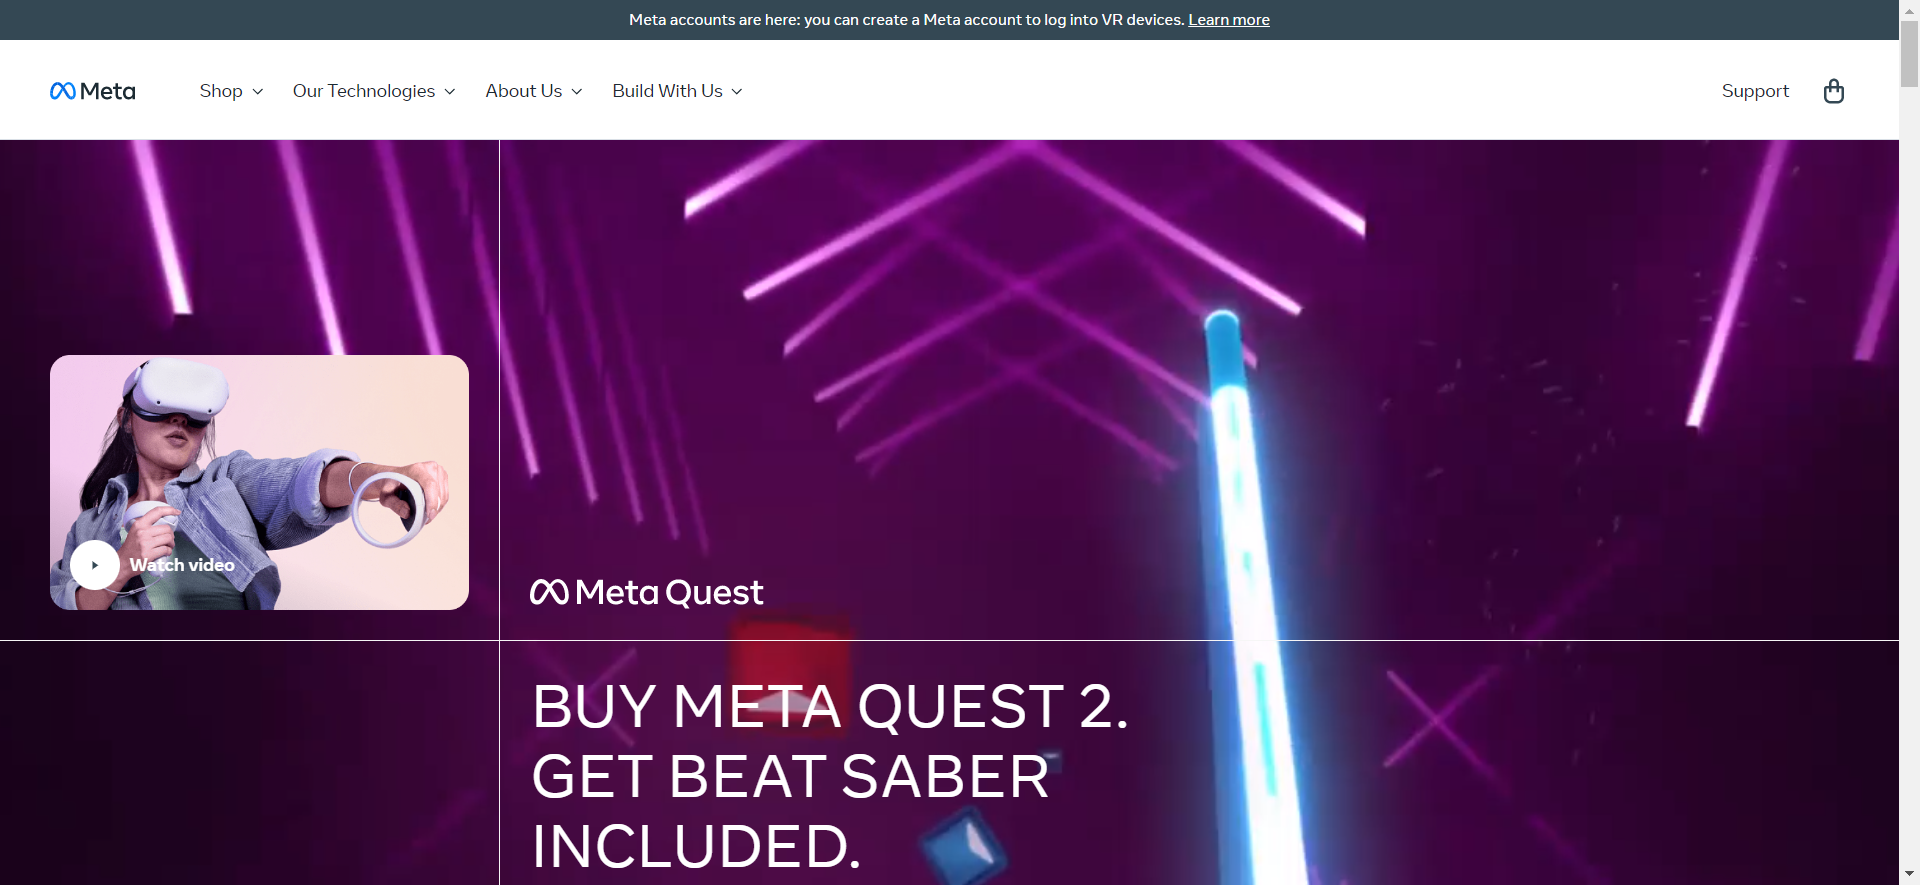 Meta accounts are here: you can create a Meta account to log into VR devices. Learn more
Meta
Shop
Our Technologies
About Us
Build With Us
Support
Watch video
Meta Quest
BUY META QUEST 2.
GET BEAT SABER
INCLUDED.